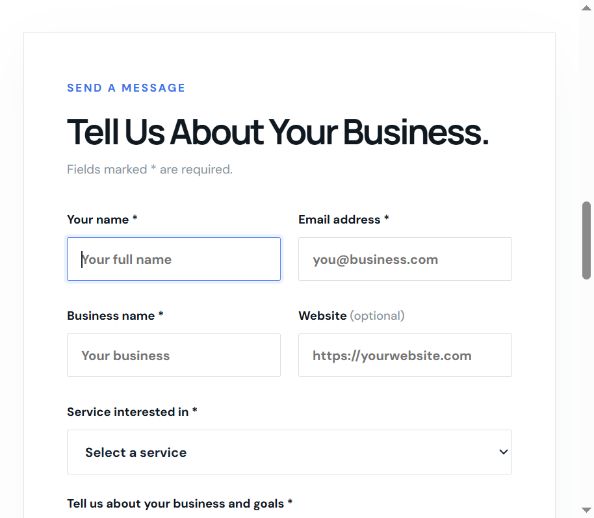 SEND A MESSAGE
Tell Us About Your Business.
Fields marked * are required.
Your name * Email address *
Your full name you@business.com
Business name * Website (optional)
Your business https://yourwebsite.com
Service interested in *
Select a service
Tell us about your business and goals *